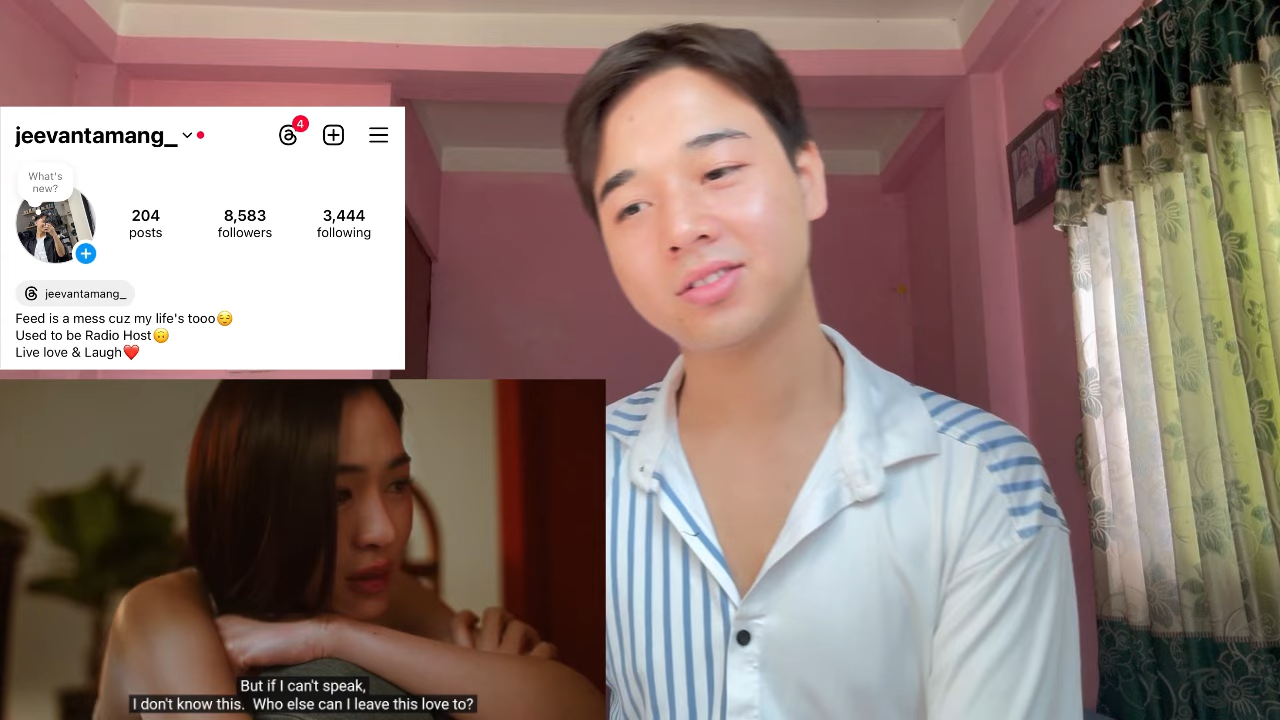 jeevantamang_
4
What's
new?
204 8,583 3,444
posts followers following
jeevantamang_
Feed is a mess cuz my life's tooo😌
Used to be Radio Host🙃
Live love & Laugh❤️
But if I can't speak,
I don't know this. Who else can I leave this love to?